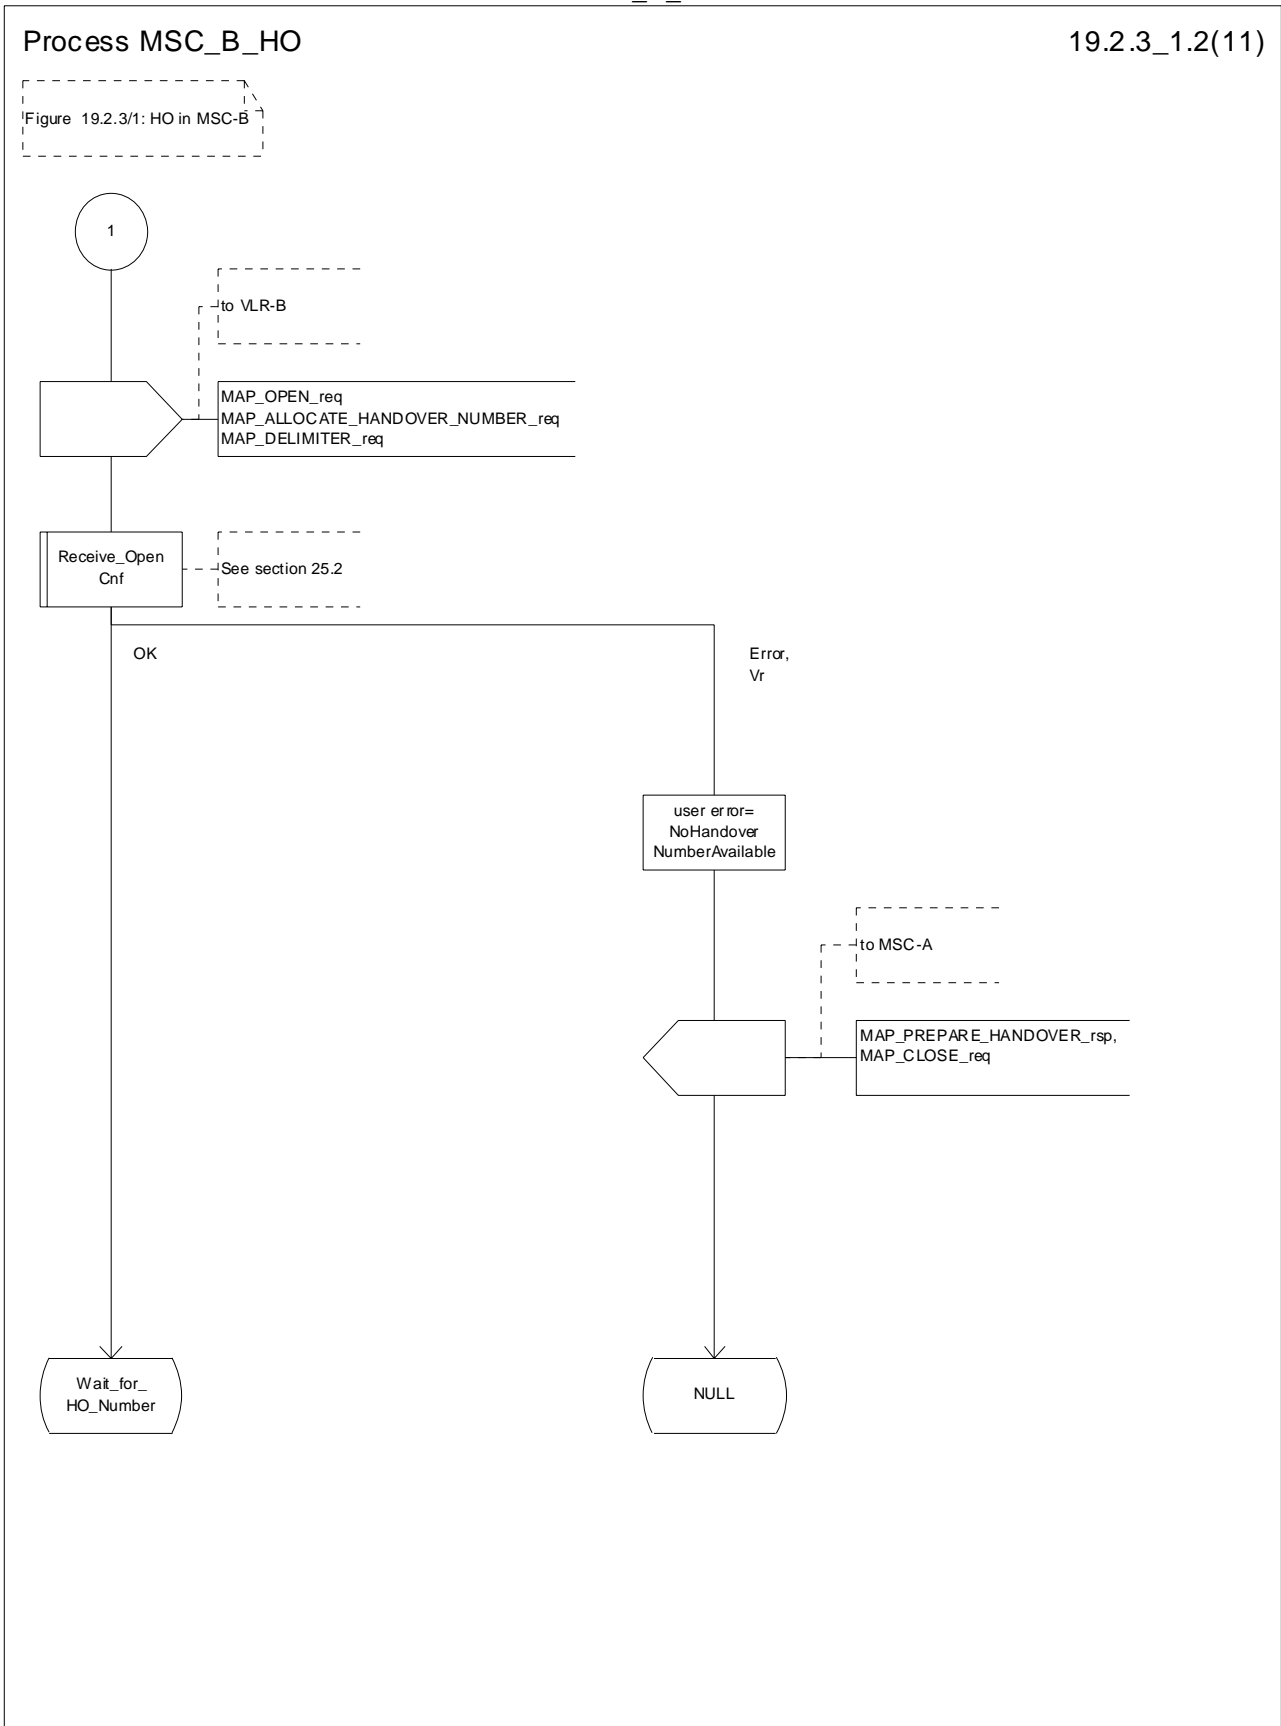 Process MSC_B_HO
19.2.3_1.2(11)
Figure 19.2.3/1: HO in MSC-B
1
to VLR-B
MAP_OPEN_req
MAP_ALLOCATE_HANDOVER_NUMBER_req
MAP_DELIMITER_req
Receive_Open
Cnf
See section 25.2
OK
Error,
Vr
user error=
NoHandover
NumberAvailable
to MSC-A
MAP_PREPARE_HANDOVER_rsp,
MAP_CLOSE_req
Wait_for_
HO_Number
NULL